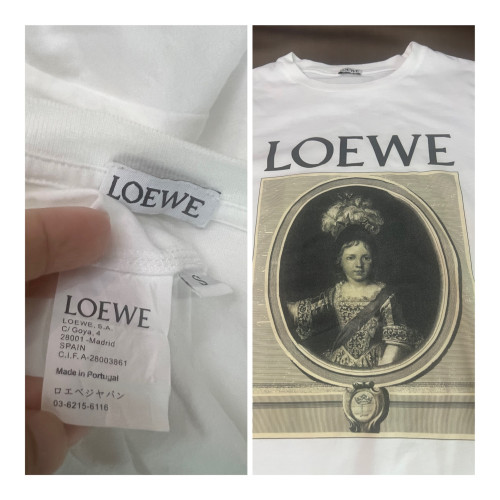 LOEWE
S
LOEWE
LOEWE, S.A.
C/ Goya, 4
28001 -Madrid
SPAIN
C.I.F. A-28003861
Made in Portugal
ロエベジャパン
03-6215-6116
LOEWE
LOEWE